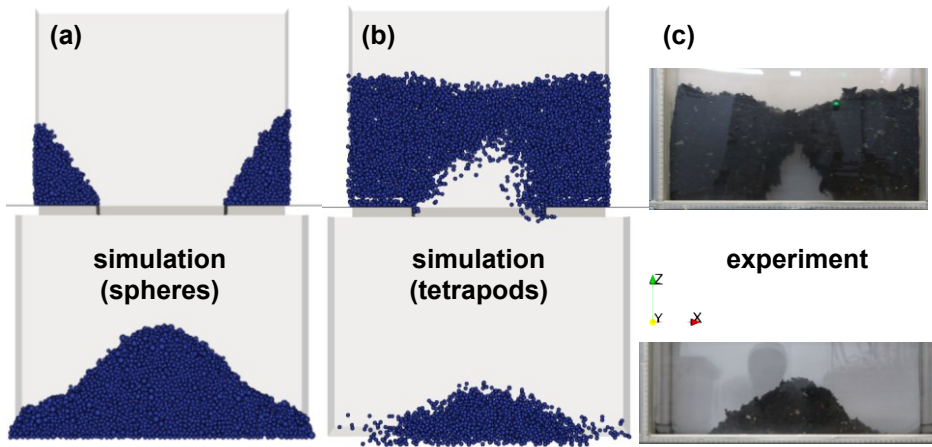 (a)
(b)
(c)
simulation
(spheres)
simulation
(tetrapods)
experiment
Z
Y
X